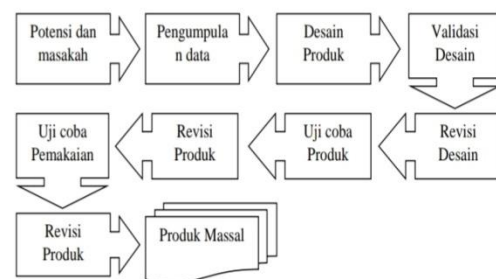 Potensi dan
masakah
Pengumpula
n data
Desain
Produk
Validasi
Desain
Uji coba
Pemakaian
Revisi
Produk
Uji coba
Produk
Revisi
Desain
Revisi
Produk
Produk Massal